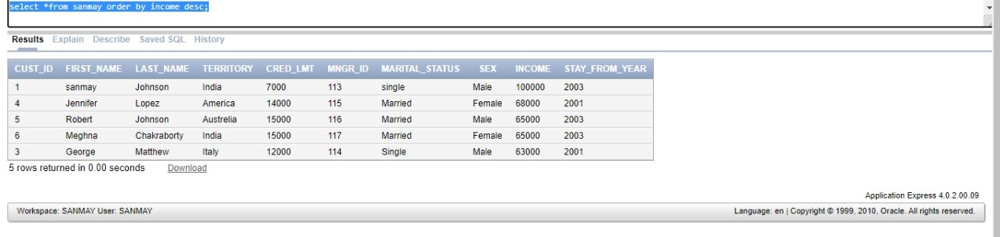 select *from sanmay order by income desc;
Results Explain Describe Saved SQL History
CUST_ID FIRST_NAME LAST_NAME TERRITORY CRED_LMT MNGR_ID MARITAL_STATUS SEX INCOME STAY_FROM_YEAR
1 sanmay Johnson India 7000 113 single Male 100000 2003
4 Jennifer Lopez America 14000 115 Married Female 68000 2001
5 Robert Johnson Austrelia 15000 116 Married Male 65000 2003
6 Meghna Chakraborty India 15000 117 Married Female 65000 2003
3 George Matthew Italy 12000 114 Single Male 63000 2001
5 rows returned in 0.00 seconds Download
Application Express 4.0.2.00.09
Workspace: SANMAY User: SANMAY Language: en | Copyright © 1999, 2010, Oracle. All rights reserved.